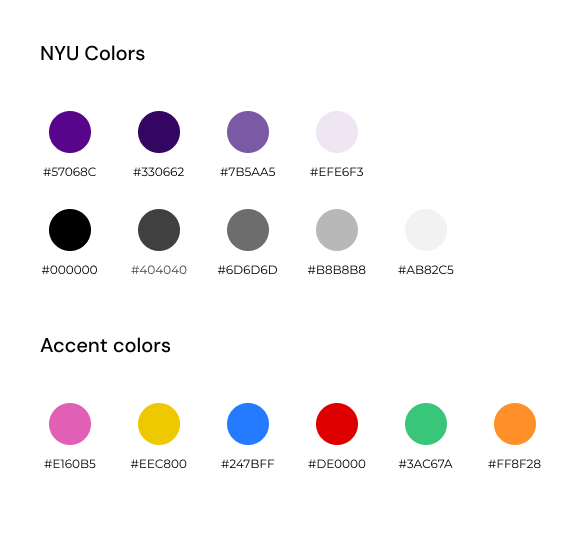 NYU Colors
#57068C #330662 #7B5AA5 #EFE6F3
#000000 #404040 #6D6D6D #B8B8B8 #AB82C5
Accent colors
#E160B5 #EEC800 #247BFF #DE0000 #3AC67A #FF8F28